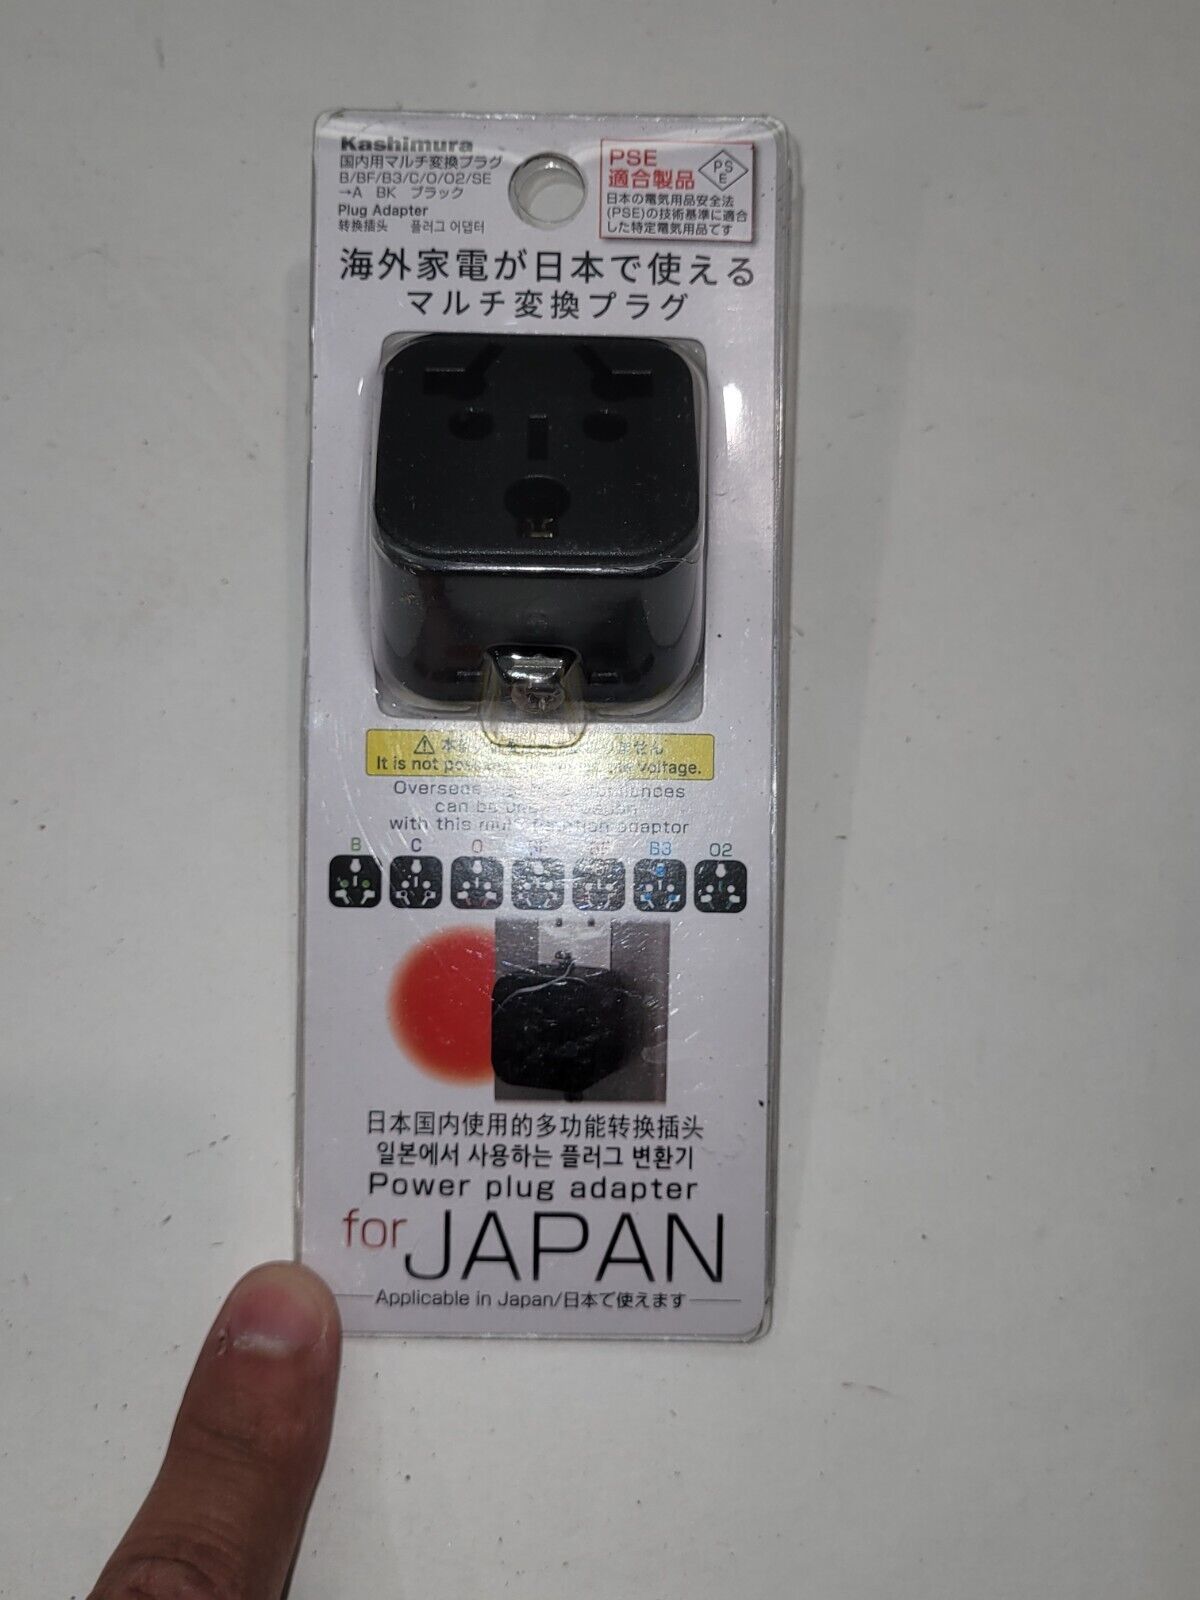 Kashimura
国内用マルチ変換プラグ
B/BF/B3/C/O/O2/SE
→A BK ブラック
Plug Adapter
转换插头 플러그 어댑터
PSE
適合製品
PS
E
日本の電気用品安全法
(PSE)の技術基準に適合
した特定電気用品です
海外家電が日本で使える
マルチ変換プラグ
It is not Voltage.
Overseas
can be
with this adaptor
B C O B3 O2
日本国内使用的多功能转换插头
일본에서 사용하는 플러그 변환기
Power plug adapter
for JAPAN
Applicable in Japan/日本で使えます